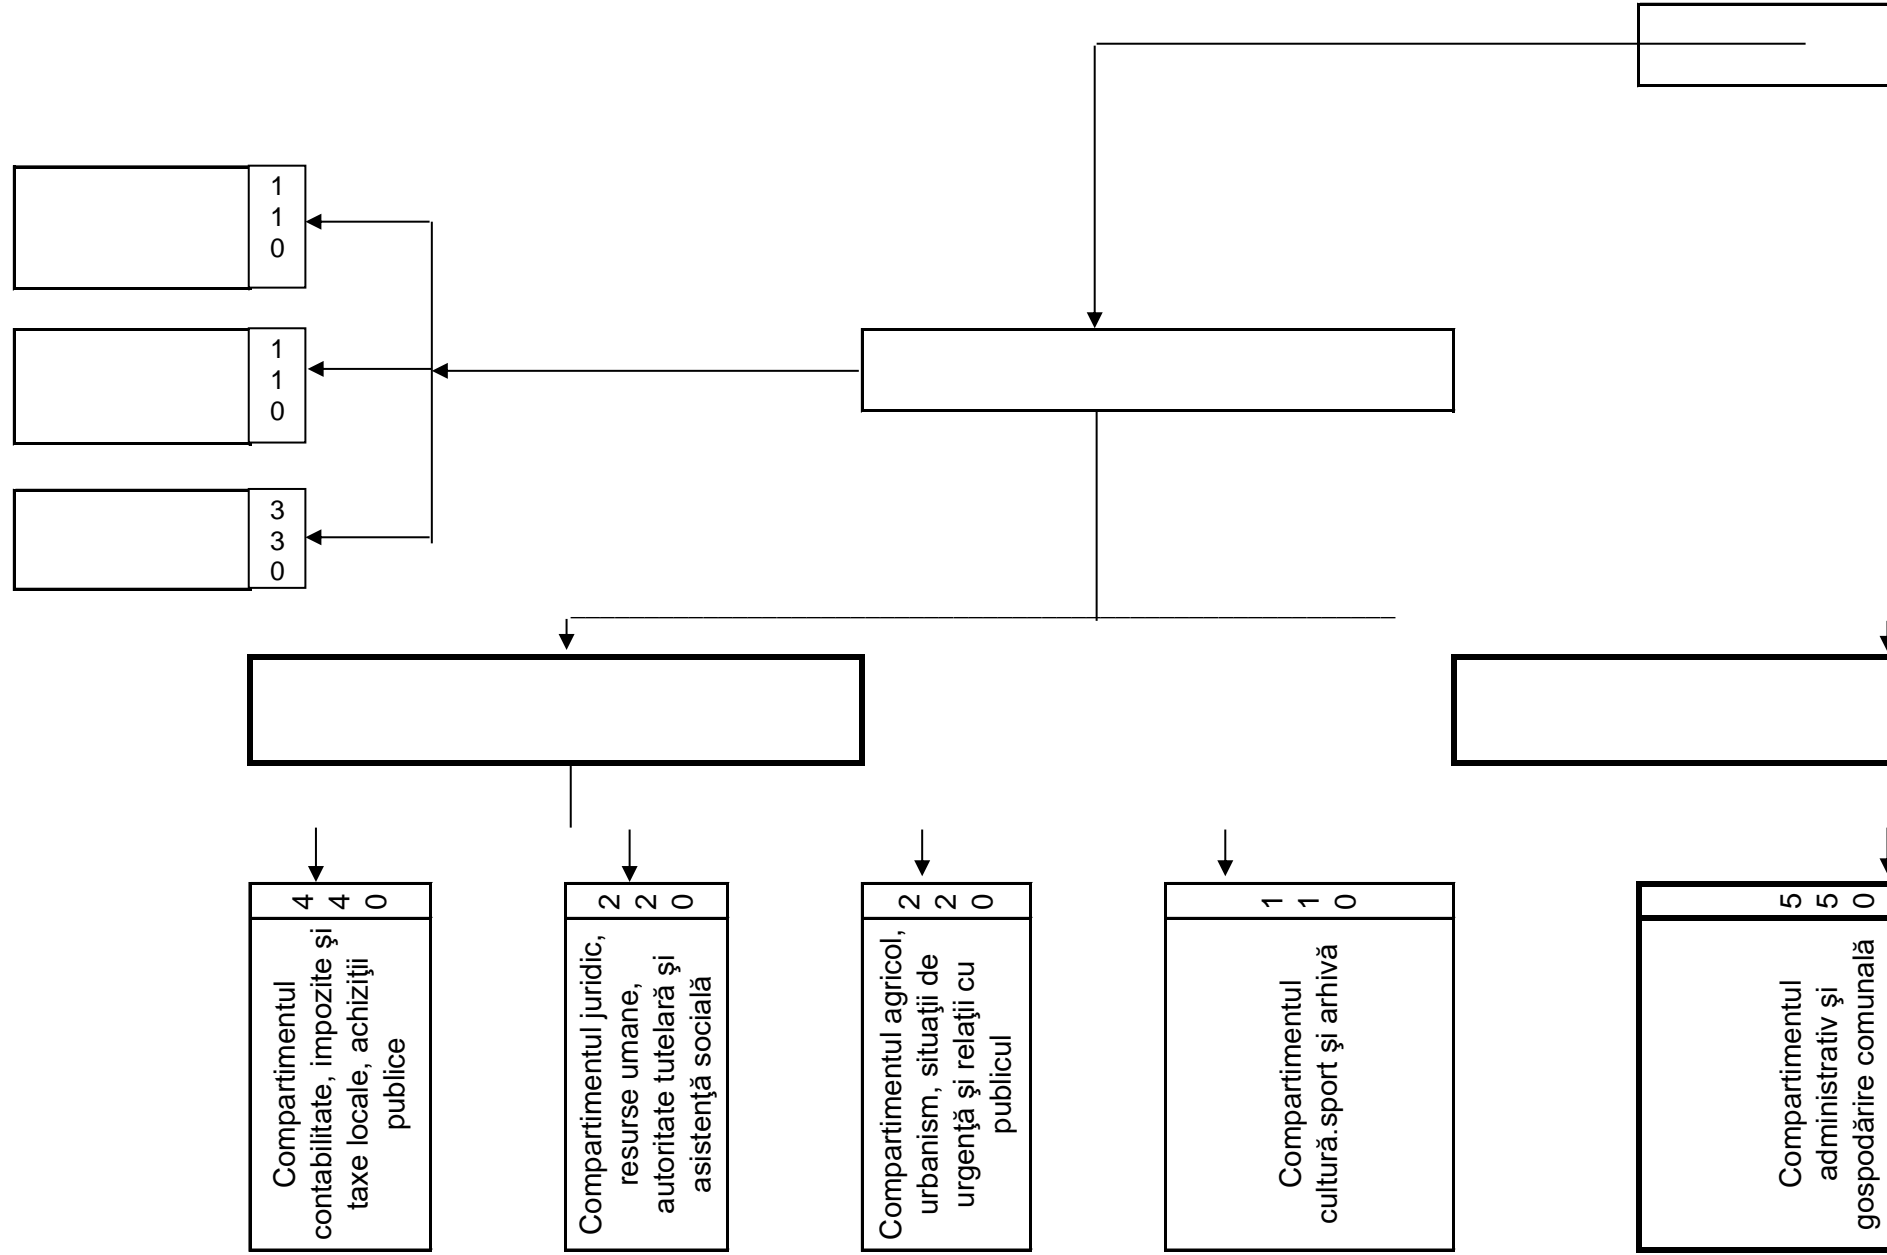 1
1
0
1
1
0
3
3
0
4
4
0
Compartimentul
contabilitate, impozite şi
taxe locale, achiziţii
publice
2
2
0
Compartimentul juridic,
resurse umane,
autoritate tutelară şi
asistenţă socială
2
2
0
Compartimentul agricol,
urbanism, situaţii de
urgenţă şi relaţii cu
publicul
1
1
0
Compartimentul
cultură.sport şi arhivă
5
5
0
Compartimentul
administrativ şi
gospodărire comunală